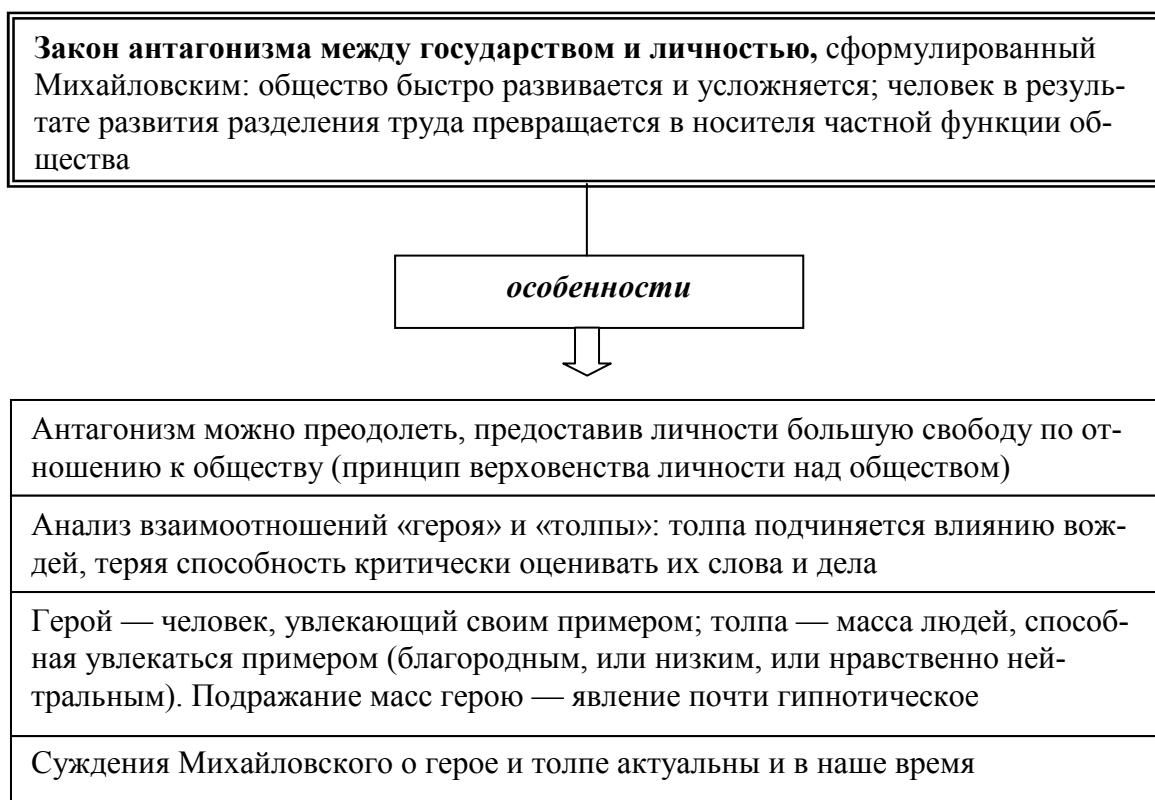 Закон антагонизма между государством и личностью, сформулированный
Михайловским: общество быстро развивается и усложняется; человек в резуль-
тате развития разделения труда превращается в носителя частной функции об-
щества
особенности
Антагонизм можно преодолеть, предоставив личности большую свободу по от-
ношению к обществу (принцип верховенства личности над обществом)
Анализ взаимоотношений «героя» и «толпы»: толпа подчиняется влиянию вож-
дей, теряя способность критически оценивать их слова и дела
Герой — человек, увлекающий своим примером; толпа — масса людей, способ-
ная увлекаться примером (благородным, или низким, или нравственно ней-
тральным). Подражание масс герою — явление почти гипнотическое
Суждения Михайловского о герое и толпе актуальны и в наше время